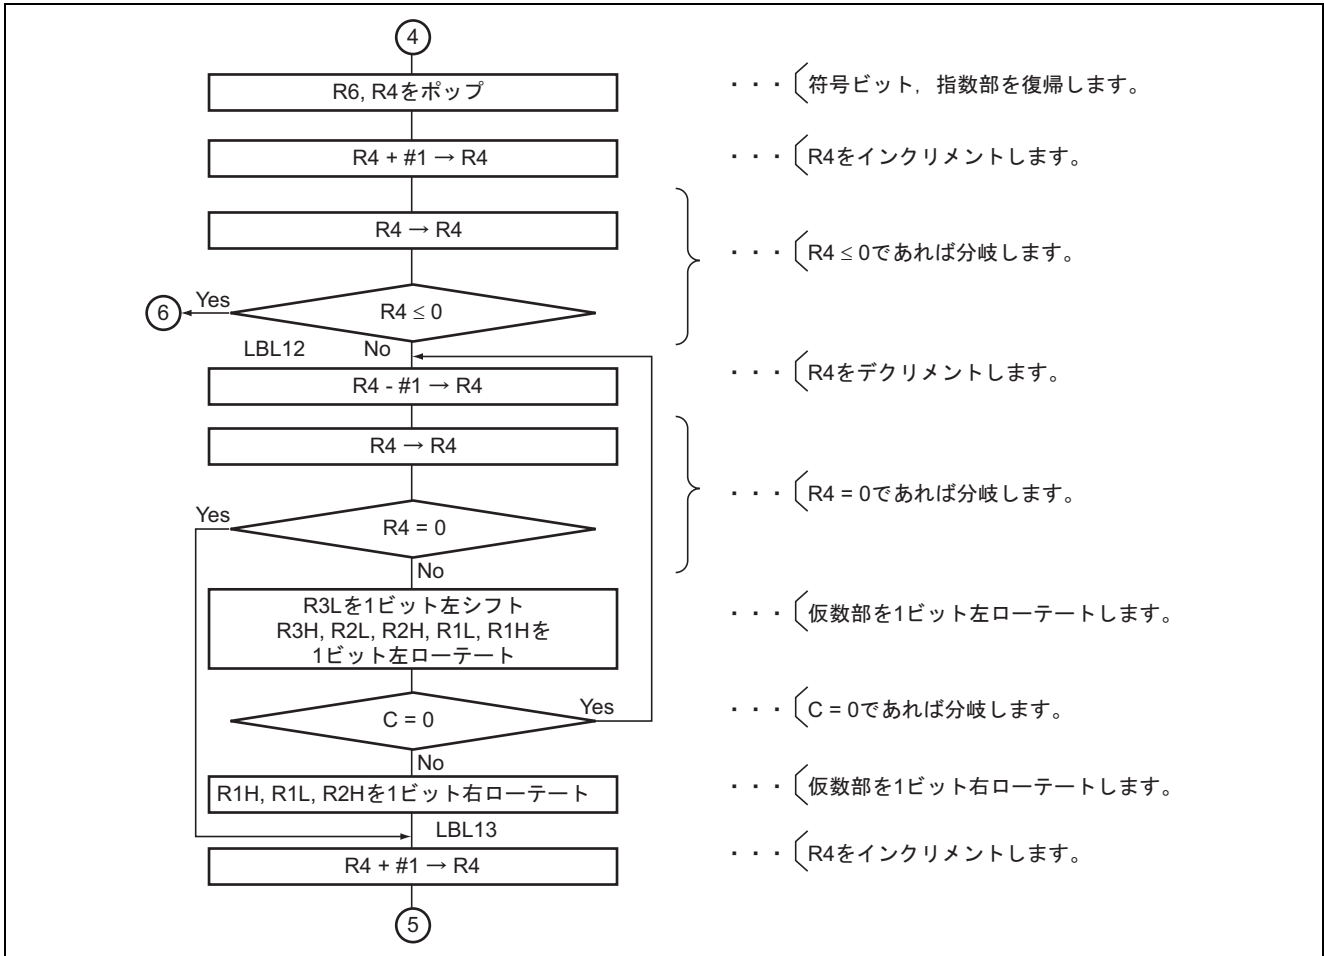 4
R6, R4をポップ
・・・ 符号ビット，指数部を復帰します。
R4 + #1 → R4
・・・ R4をインクリメントします。
R4 → R4
・・・ R4 ≤ 0であれば分岐します。
6
Yes
R4 ≤ 0
LBL12
No
R4 - #1 → R4
・・・ R4をデクリメントします。
R4 → R4
・・・ R4 = 0であれば分岐します。
Yes
R4 = 0
No
R3Lを1ビット左シフト
R3H, R2L, R2H, R1L, R1Hを
1ビット左ローテート
・・・ 仮数部を1ビット左ローテートします。
C = 0
Yes
・・・ C = 0であれば分岐します。
No
R1H, R1L, R2Hを1ビット右ローテート
・・・ 仮数部を1ビット右ローテートします。
LBL13
R4 + #1 → R4
・・・ R4をインクリメントします。
5